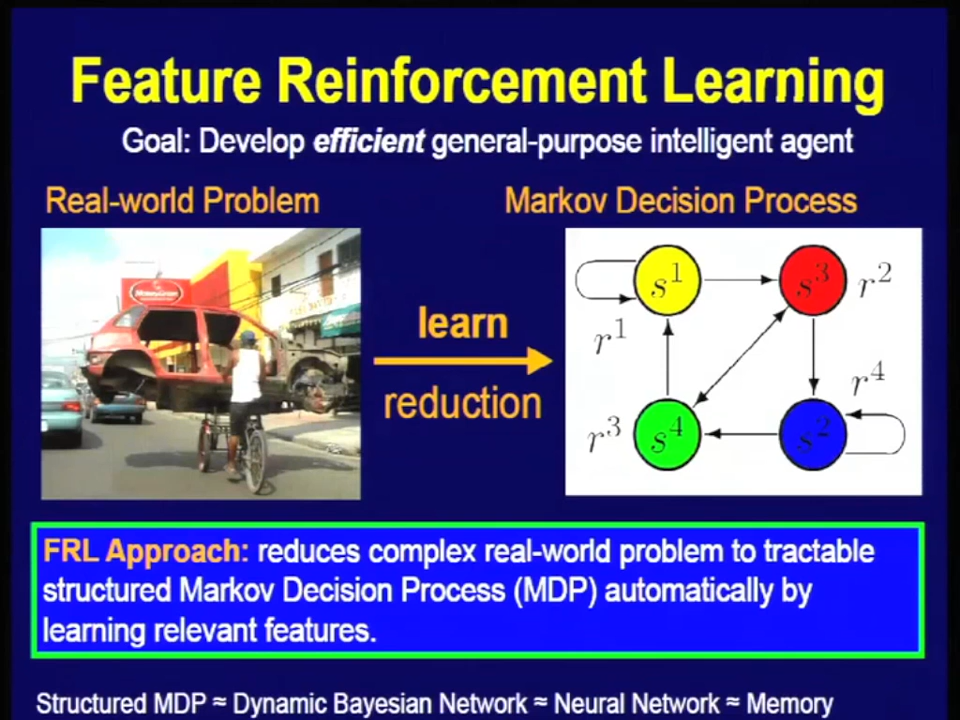 Feature Reinforcement Learning
Goal: Develop efficient general-purpose intelligent agent
Real-world Problem
Markov Decision Process
learn
reduction
s¹
s³
r²
r¹
r⁴
r³
s⁴
s²
FRL Approach: reduces complex real-world problem to tractable
structured Markov Decision Process (MDP) automatically by
learning relevant features.
Structured MDP ≈ Dynamic Bayesian Network ≈ Neural Network ≈ Memory